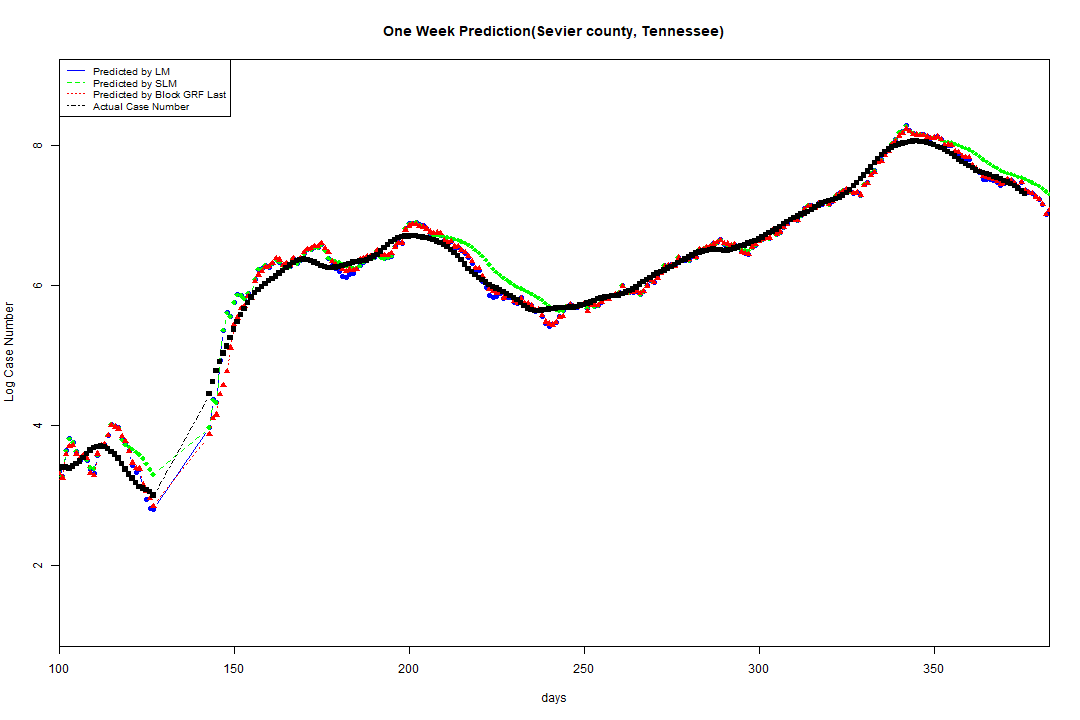 One Week Prediction(Sevier county, Tennessee)
Predicted by LM
Predicted by SLM
Predicted by Block GRF Last
Actual Case Number
8
6
4
2
Log Case Number
100 150 200 250 300 350
days